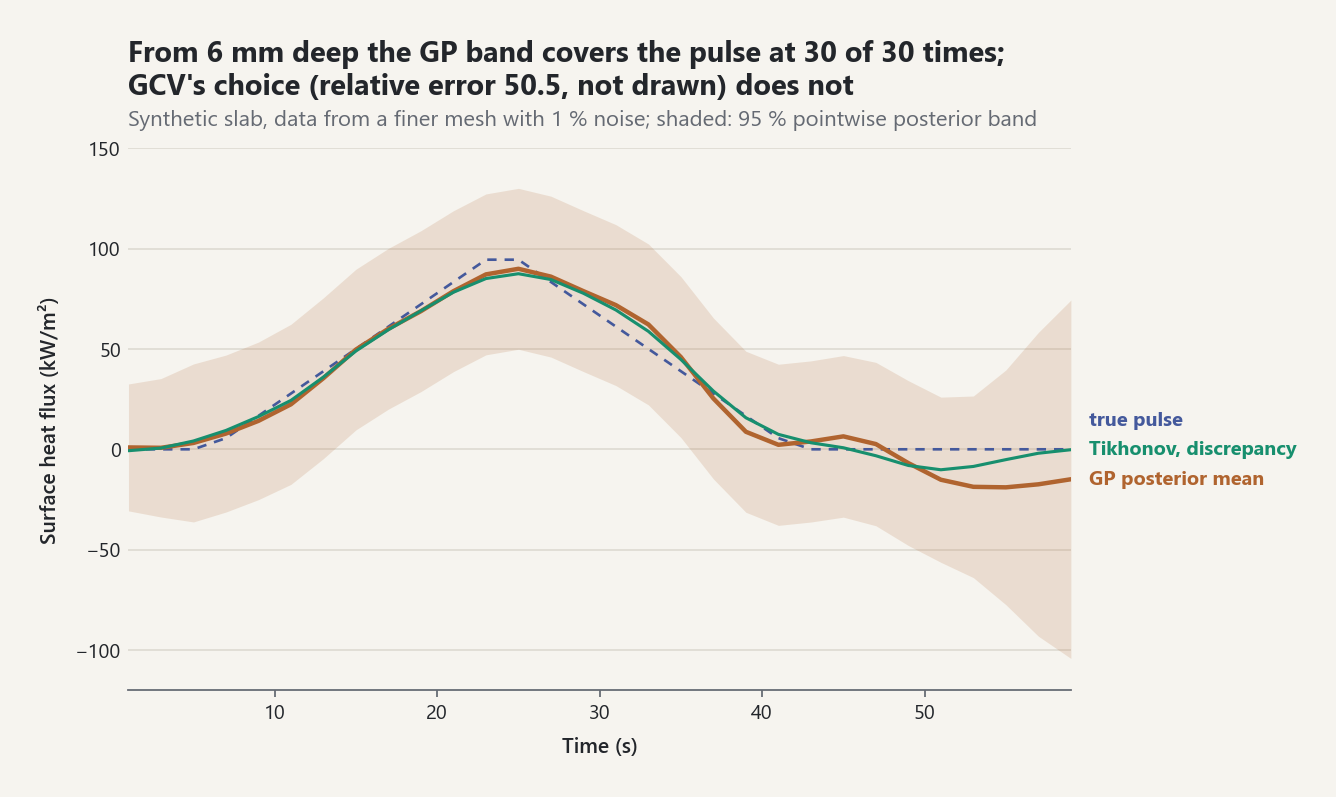 From 6 mm deep the GP band covers the pulse at 30 of 30 times;
GCV's choice (relative error 50.5, not drawn) does not
Synthetic slab, data from a finer mesh with 1 % noise; shaded: 95 % pointwise posterior band
150
100
50
0
−50
−100
Surface heat flux (kW/m²)
true pulse
Tikhonov, discrepancy
GP posterior mean
10
20
30
40
50
Time (s)